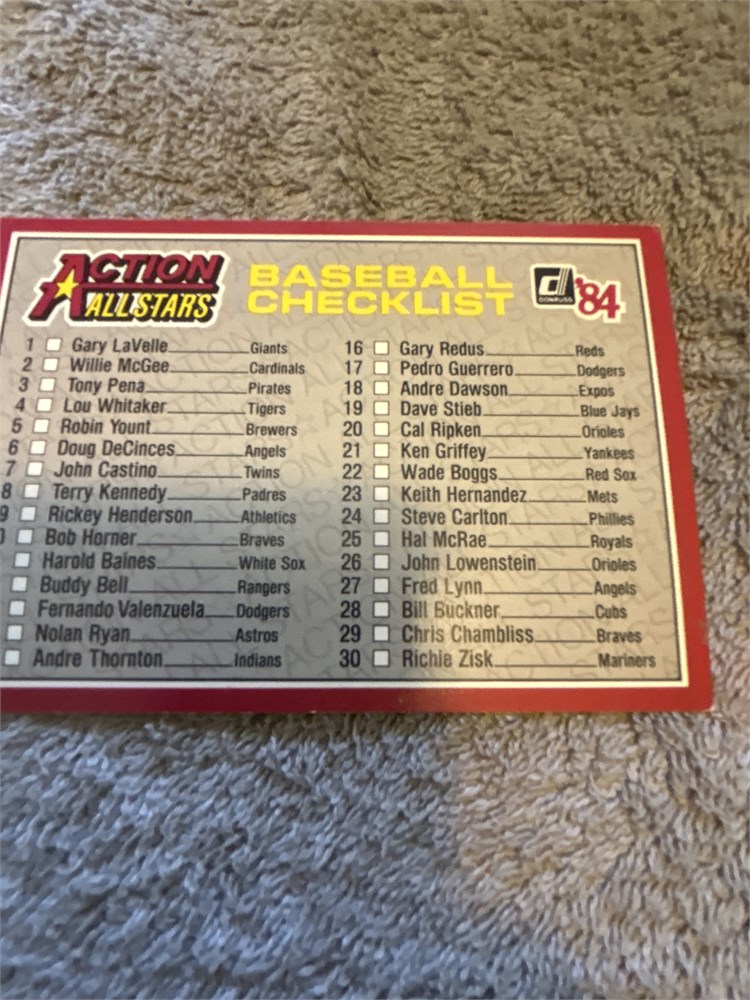 ACTION ALL STARS
BASEBALL CHECKLIST
d DONRUSS '84
1 Gary LaVelle Giants
2 Willie McGee Cardinals
3 Tony Pena Pirates
4 Lou Whitaker Tigers
5 Robin Yount Brewers
6 Doug DeCinces Angels
7 John Castino Twins
8 Terry Kennedy Padres
9 Rickey Henderson Athletics
Bob Horner Braves
Harold Baines White Sox
Buddy Bell Rangers
Fernando Valenzuela Dodgers
Nolan Ryan Astros
Andre Thornton Indians
16 Gary Redus Reds
17 Pedro Guerrero Dodgers
18 Andre Dawson Expos
19 Dave Stieb Blue Jays
20 Cal Ripken Orioles
21 Ken Griffey Yankees
22 Wade Boggs Red Sox
23 Keith Hernandez Mets
24 Steve Carlton Phillies
25 Hal McRae Royals
26 John Lowenstein Orioles
27 Fred Lynn Angels
28 Bill Buckner Cubs
29 Chris Chambliss Braves
30 Richie Zisk Mariners